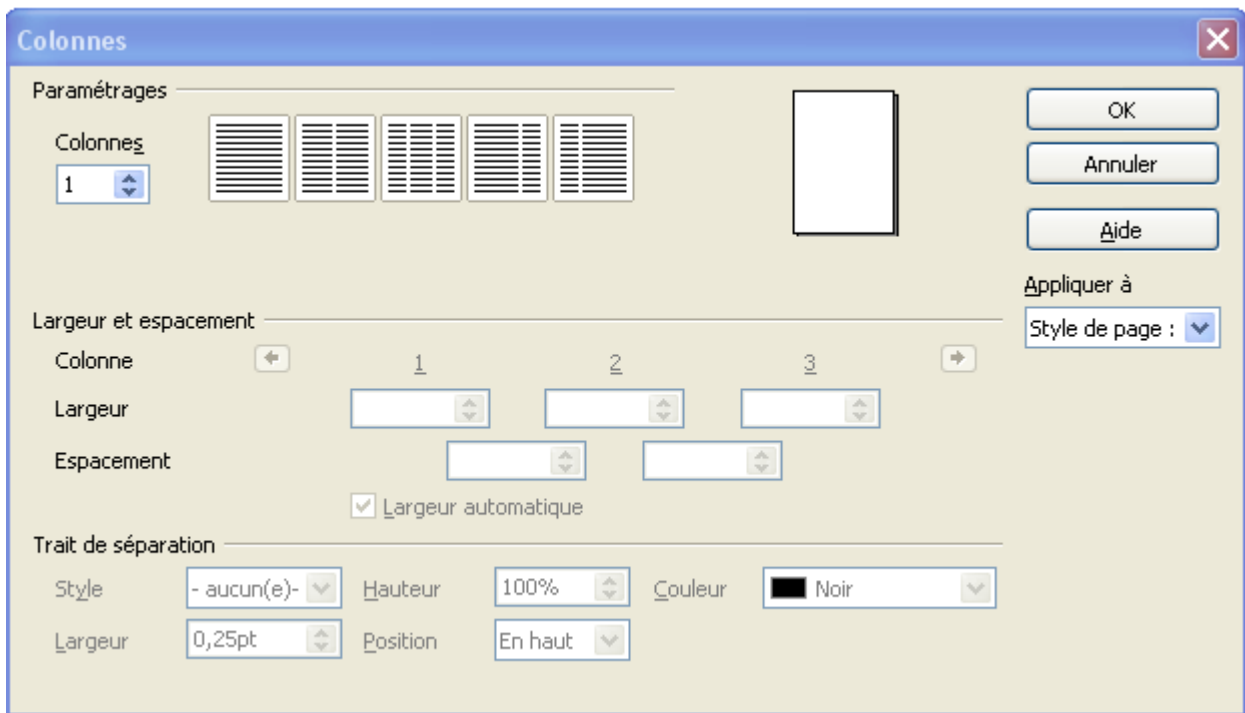 Colonnes
Paramétrages
Colonnes
1
OK
Annuler
Aide
Appliquer à
Style de page :
Largeur et espacement
Colonne 1 2 3
Largeur
Espacement
Largeur automatique
Trait de séparation
Style - aucun(e)- Hauteur 100% Couleur Noir
Largeur 0,25pt Position En haut